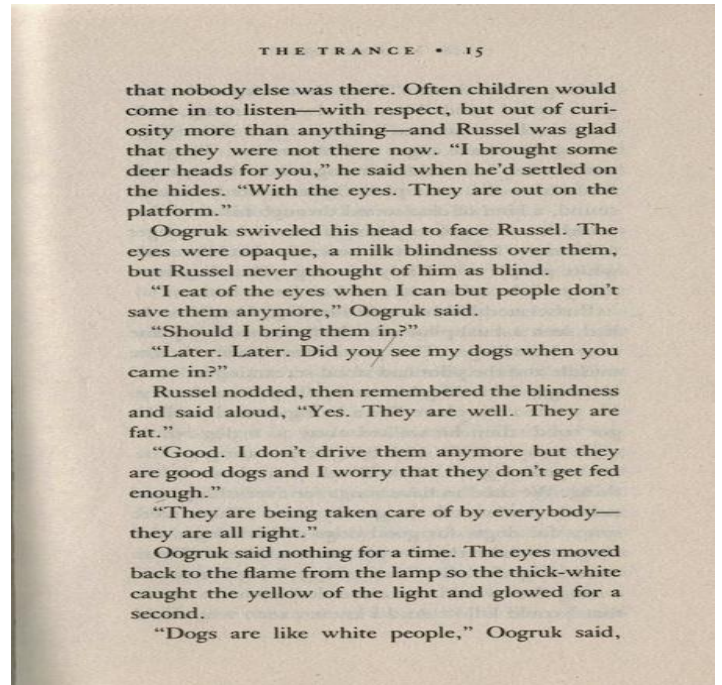 THE TRANCE • 15
that nobody else was there. Often children would
come in to listen—with respect, but out of curi-
osity more than anything—and Russel was glad
that they were not there now. “I brought some
deer heads for you,” he said when he’d settled on
the hides. “With the eyes. They are out on the
platform.”
Oogruk swiveled his head to face Russel. The
eyes were opaque, a milk blindness over them,
but Russel never thought of him as blind.
“I eat of the eyes when I can but people don’t
save them anymore,” Oogruk said.
“Should I bring them in?”
“Later. Later. Did you see my dogs when you
came in?”
Russel nodded, then remembered the blindness
and said aloud, “Yes. They are well. They are
fat.”
“Good. I don’t drive them anymore but they
are good dogs and I worry that they don’t get fed
enough.”
“They are being taken care of by everybody—
they are all right.”
Oogruk said nothing for a time. The eyes moved
back to the flame from the lamp so the thick-white
caught the yellow of the light and glowed for a
second.
“Dogs are like white people,” Oogruk said,